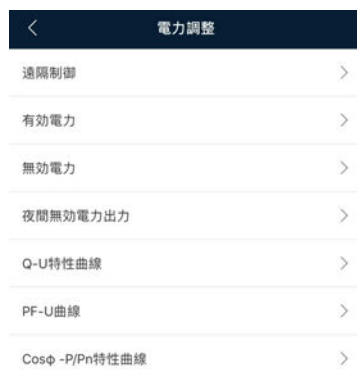 電力調整
遠隔制御
有効電力
無効電力
夜間無効電力出力
Q-U特性曲線
PF-U曲線
Cosφ -P/Pn特性曲線